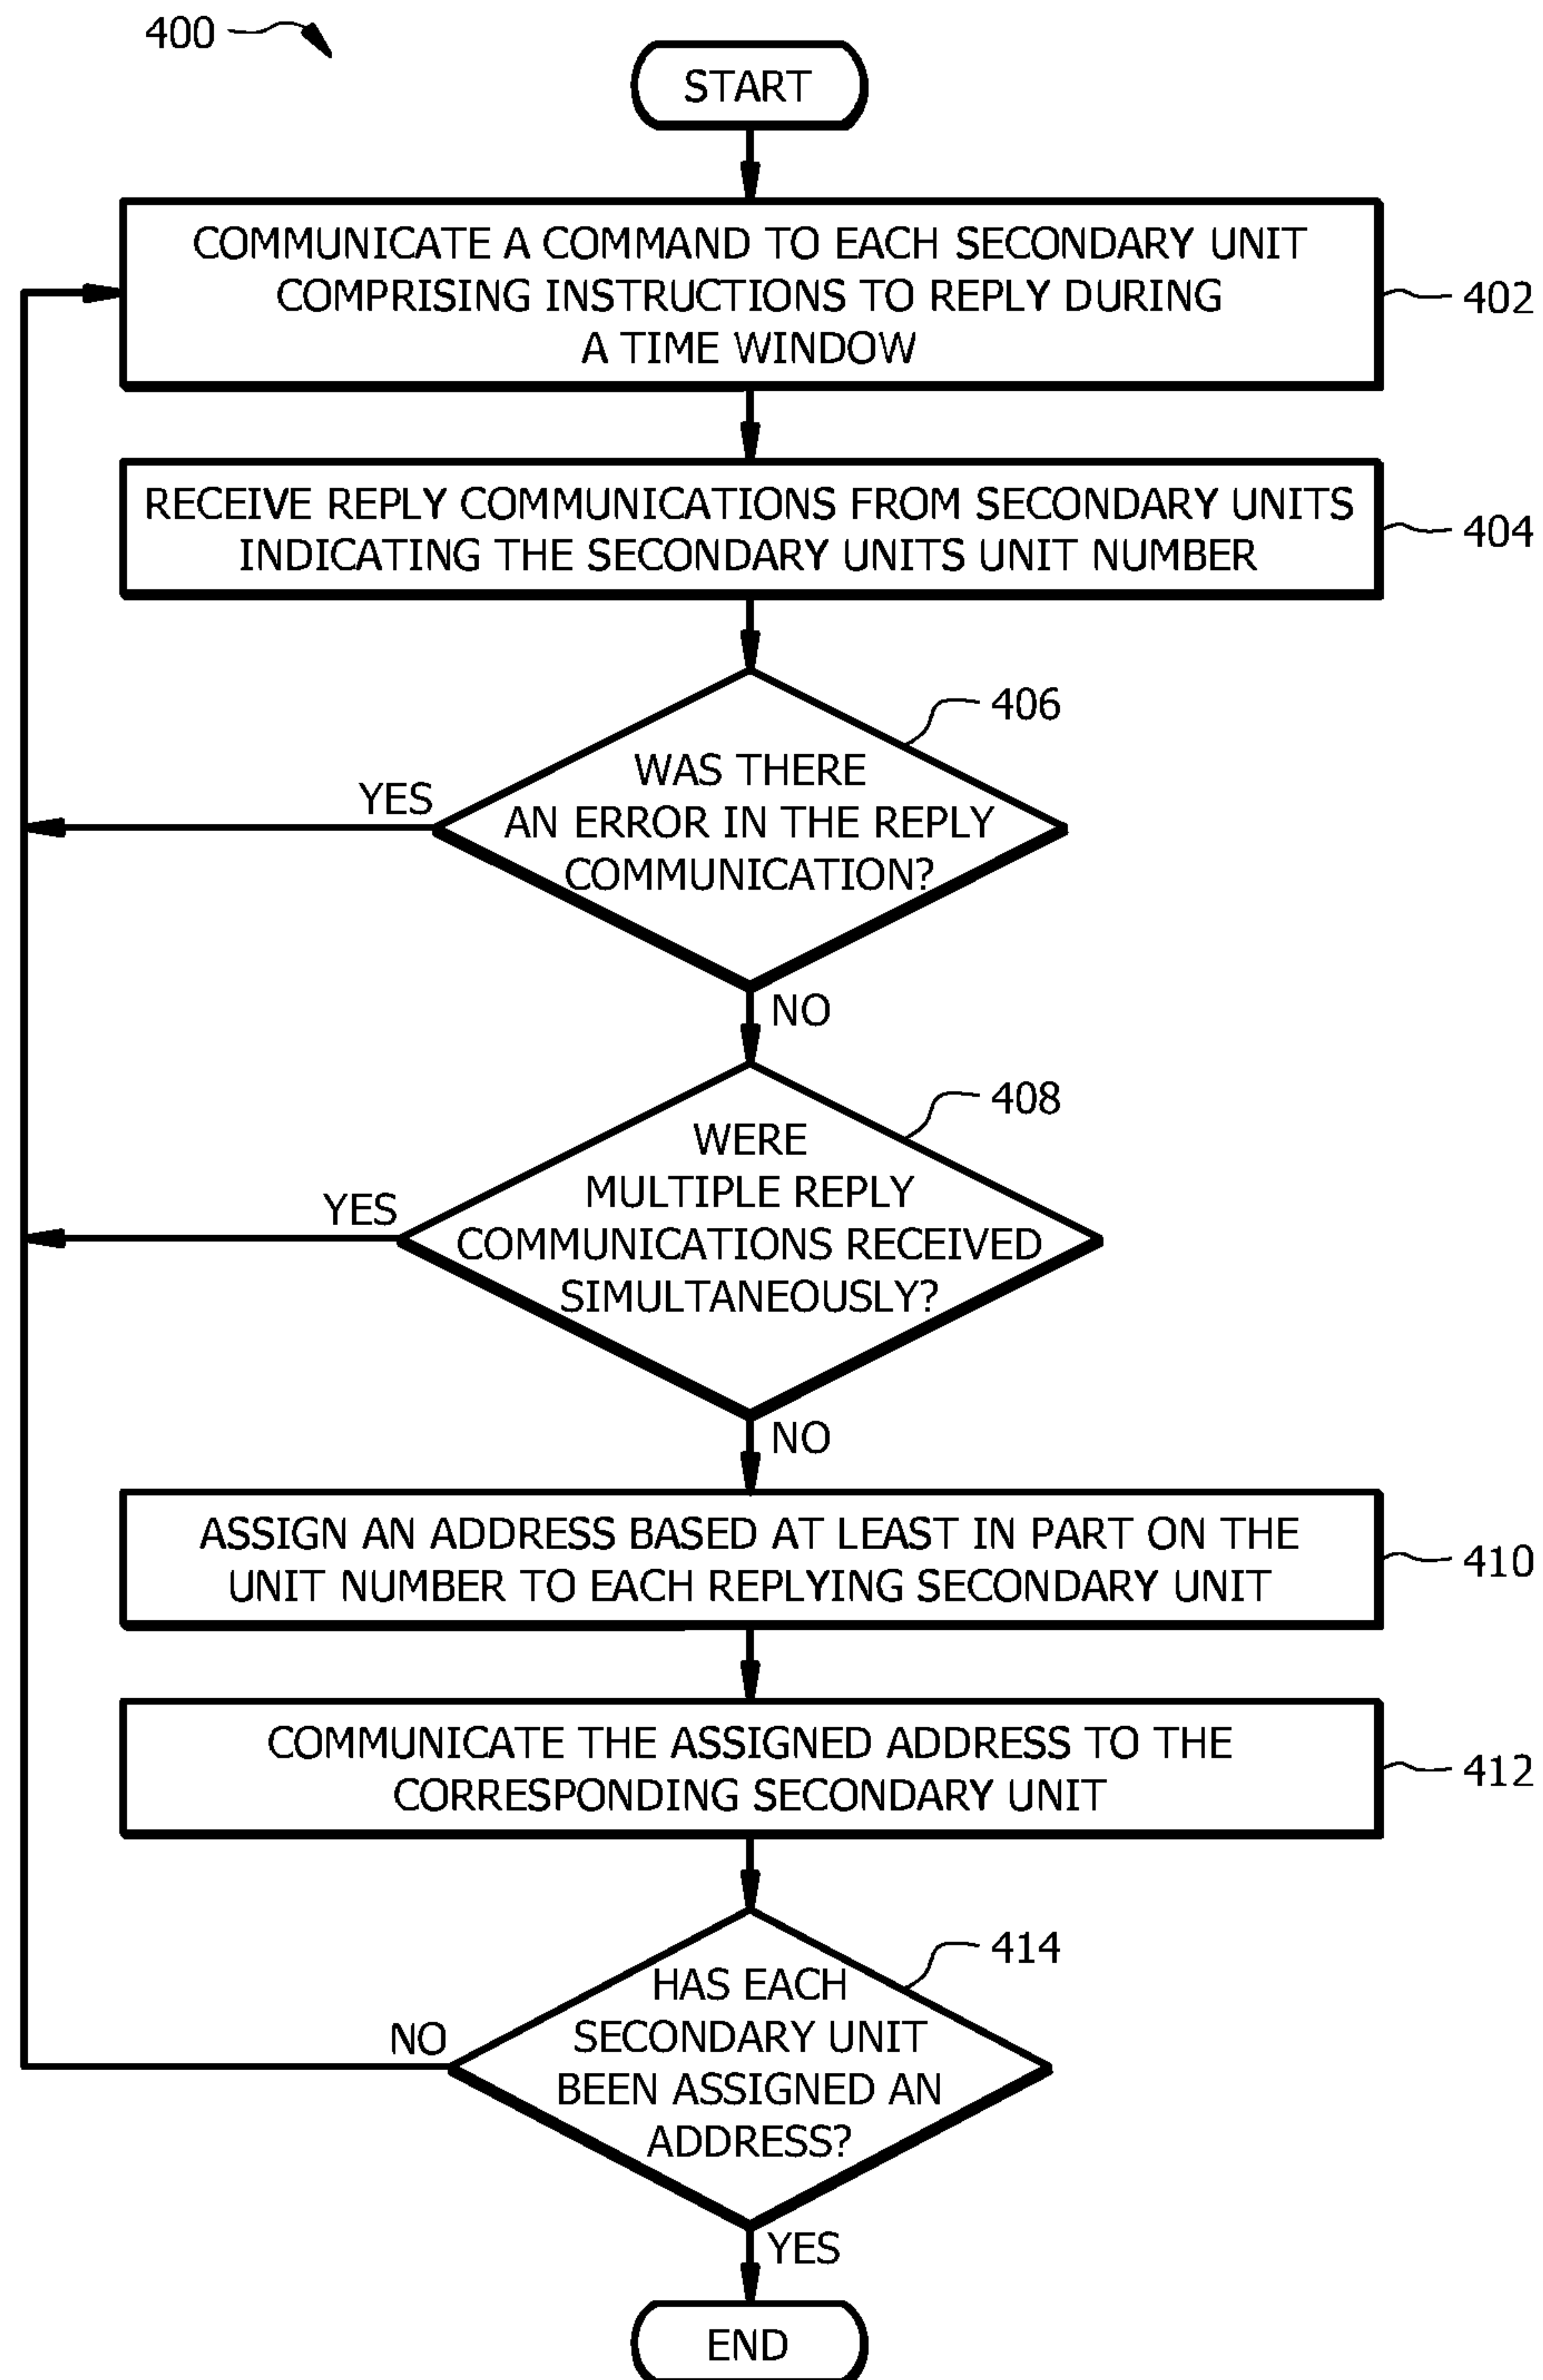 400
START
COMMUNICATE A COMMAND TO EACH SECONDARY UNIT
COMPRISING INSTRUCTIONS TO REPLY DURING
A TIME WINDOW
402
RECEIVE REPLY COMMUNICATIONS FROM SECONDARY UNITS
INDICATING THE SECONDARY UNITS UNIT NUMBER
404
406
WAS THERE
AN ERROR IN THE REPLY
COMMUNICATION?
YES
NO
408
WERE
MULTIPLE REPLY
COMMUNICATIONS RECEIVED
SIMULTANEOUSLY?
YES
NO
ASSIGN AN ADDRESS BASED AT LEAST IN PART ON THE
UNIT NUMBER TO EACH REPLYING SECONDARY UNIT
410
COMMUNICATE THE ASSIGNED ADDRESS TO THE
CORRESPONDING SECONDARY UNIT
412
414
HAS EACH
SECONDARY UNIT
BEEN ASSIGNED AN
ADDRESS?
NO
YES
END